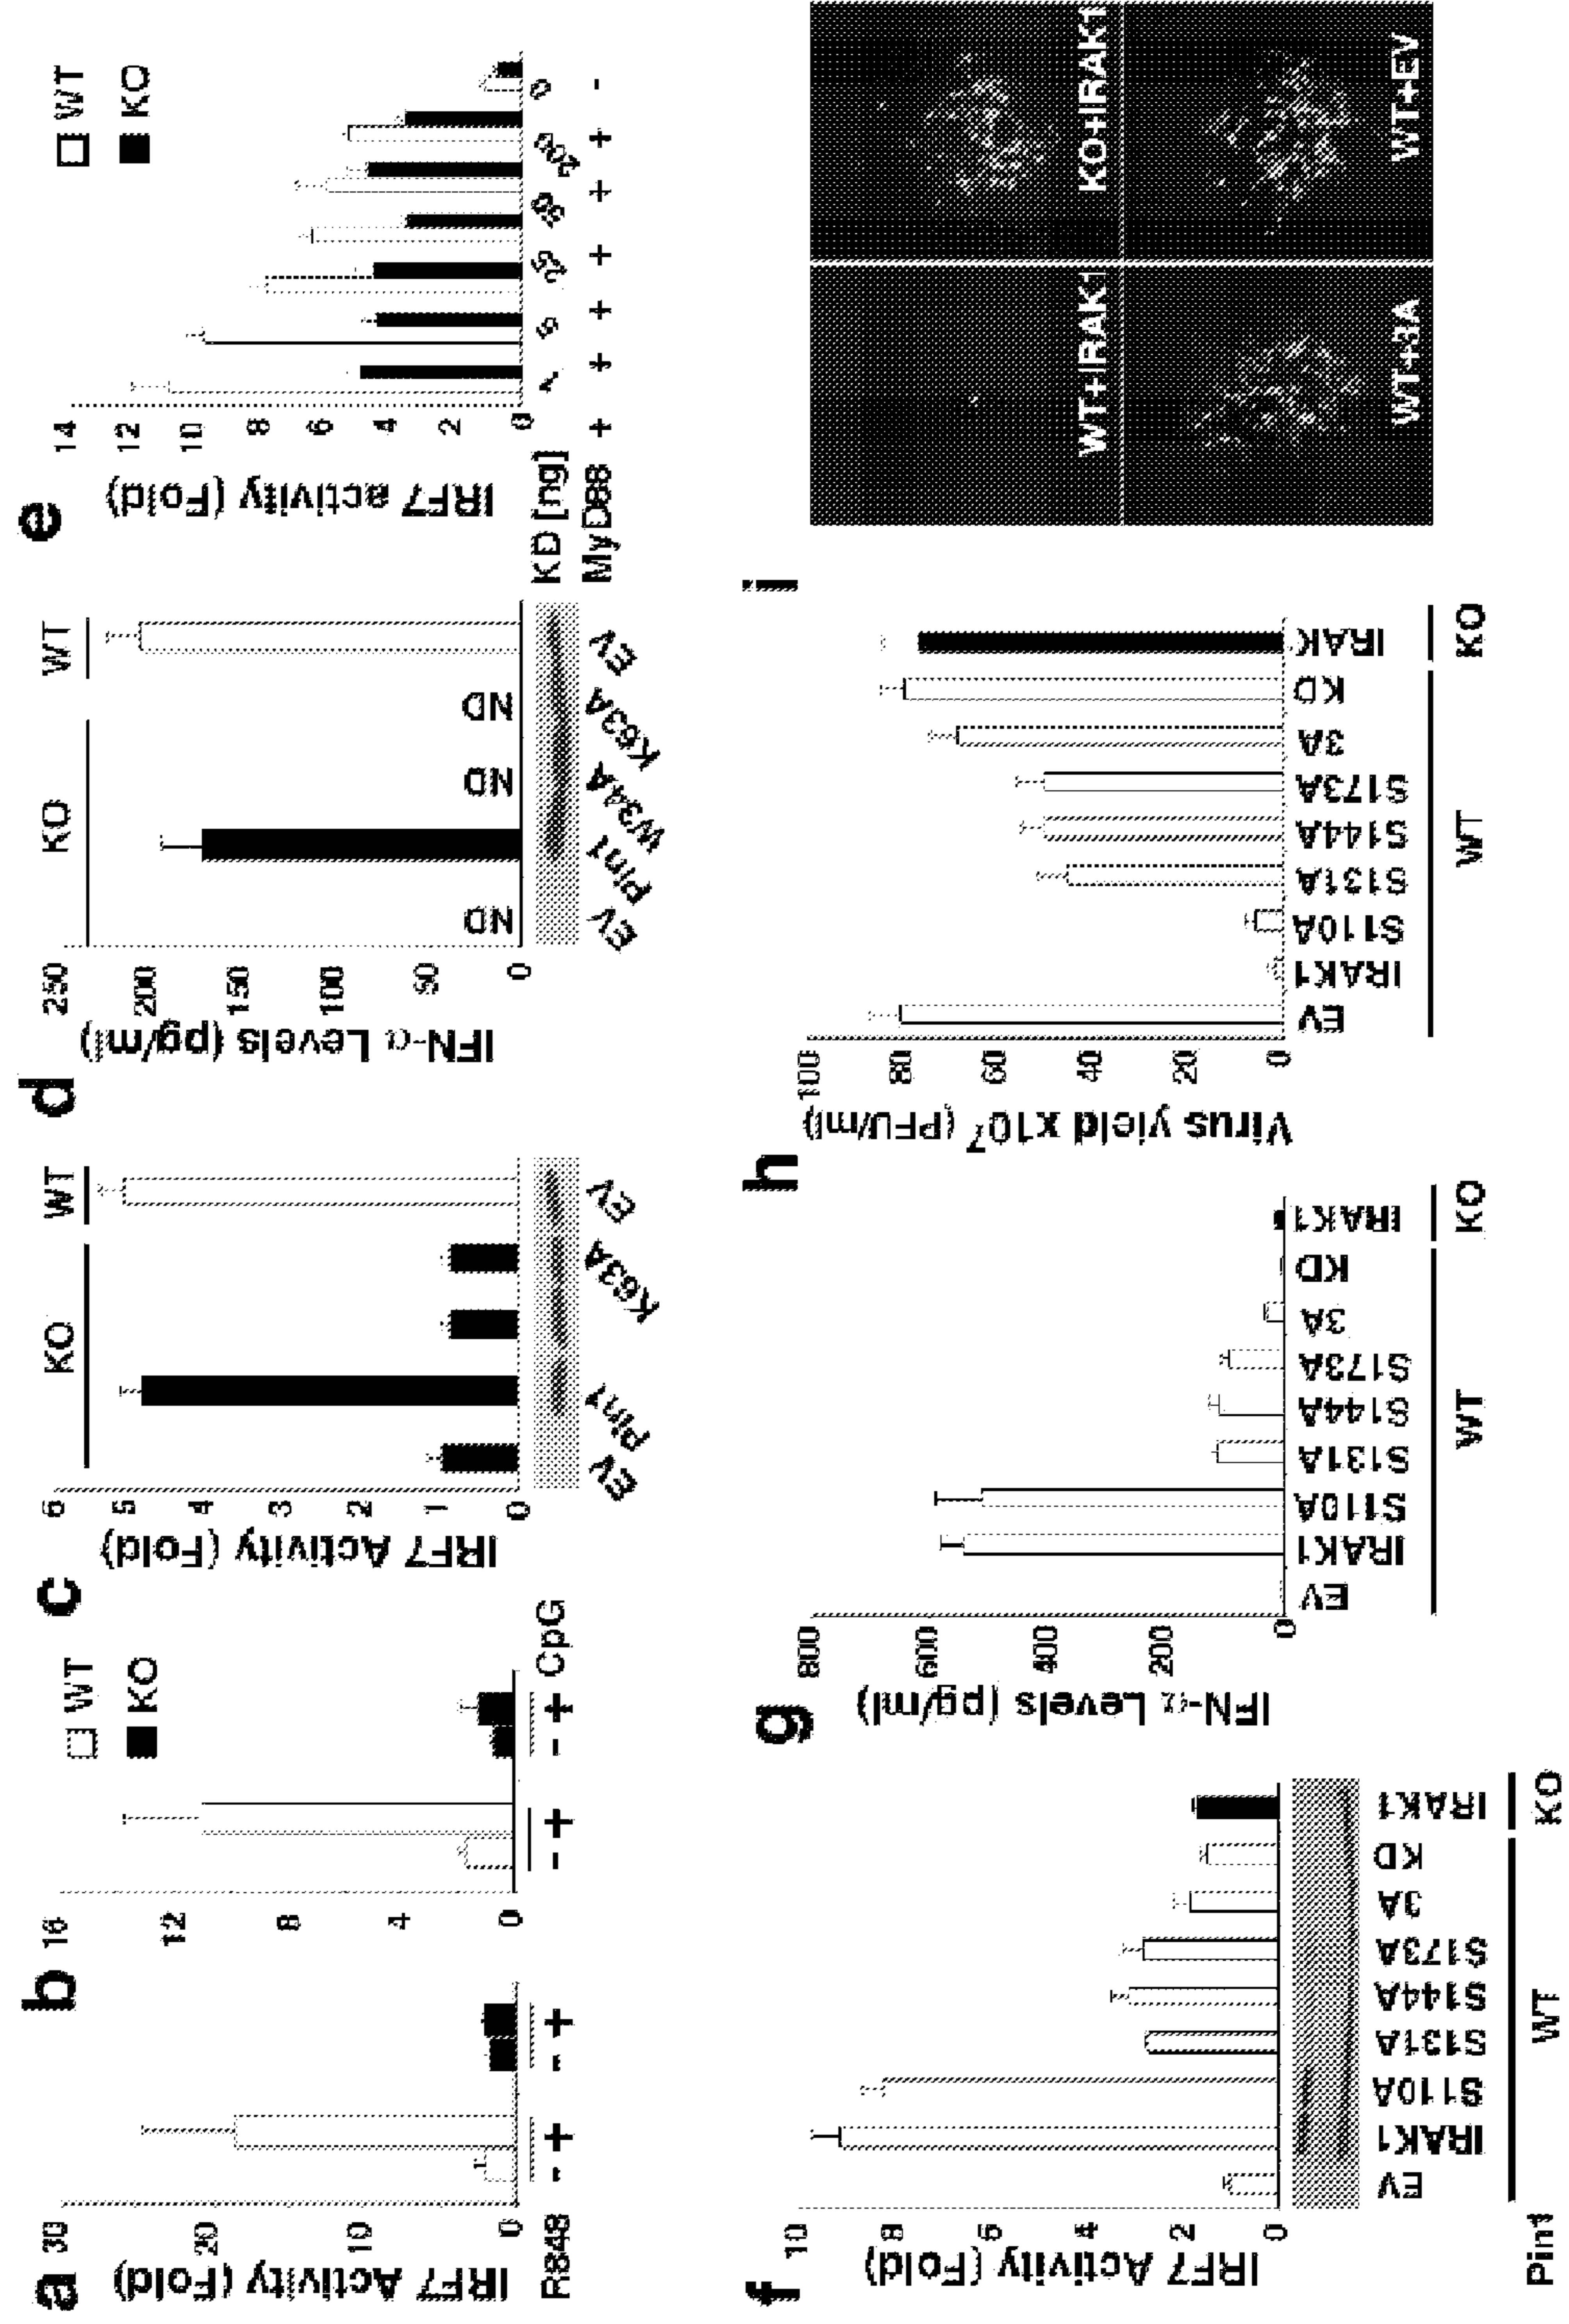 a
IRF7 Activity (Fold)
30
20
10
0
R848
- + - +
b
16
12
8
4
0
- + - +
CpG
WT
KO
c
IRF7 Activity (Fold)
6
5
4
3
2
1
0
KO
WT
EV
Pin1
K63A
EV
d
IFN-α Levels (pg/ml)
250
200
150
100
50
0
KO
WT
ND
ND
ND
EV
Pin1
W34A
K63A
EV
e
IRF7 activity (Fold)
14
12
10
8
6
4
2
0
WT
KO
KD [ng]
200
0
MyD88
+ + + + + + -
f
IRF7 Activity (Fold)
10
8
6
4
2
0
EV
IRAK1
S110A
S131A
S144A
S173A
3A
KD
IRAK1
Pin1
WT
KO
g
IFN-α Levels (pg/ml)
800
600
400
200
0
EV
IRAK1
S110A
S131A
S144A
S173A
3A
KD
IRAK1
WT
KO
h
Virus yield x10⁷ (PFU/ml)
100
80
60
40
20
0
EV
IRAK1
S110A
S131A
S144A
S173A
3A
KD
IRAK
WT
KO
i
WT+IRAK1
KO+IRAK1
WT+3A
WT+EV